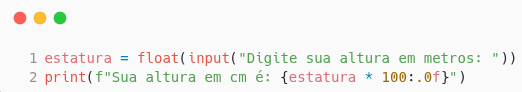 1 estatura = float(input("Digite sua altura em metros: "))
2 print(f"Sua altura em cm é: {estatura * 100:.0f}")